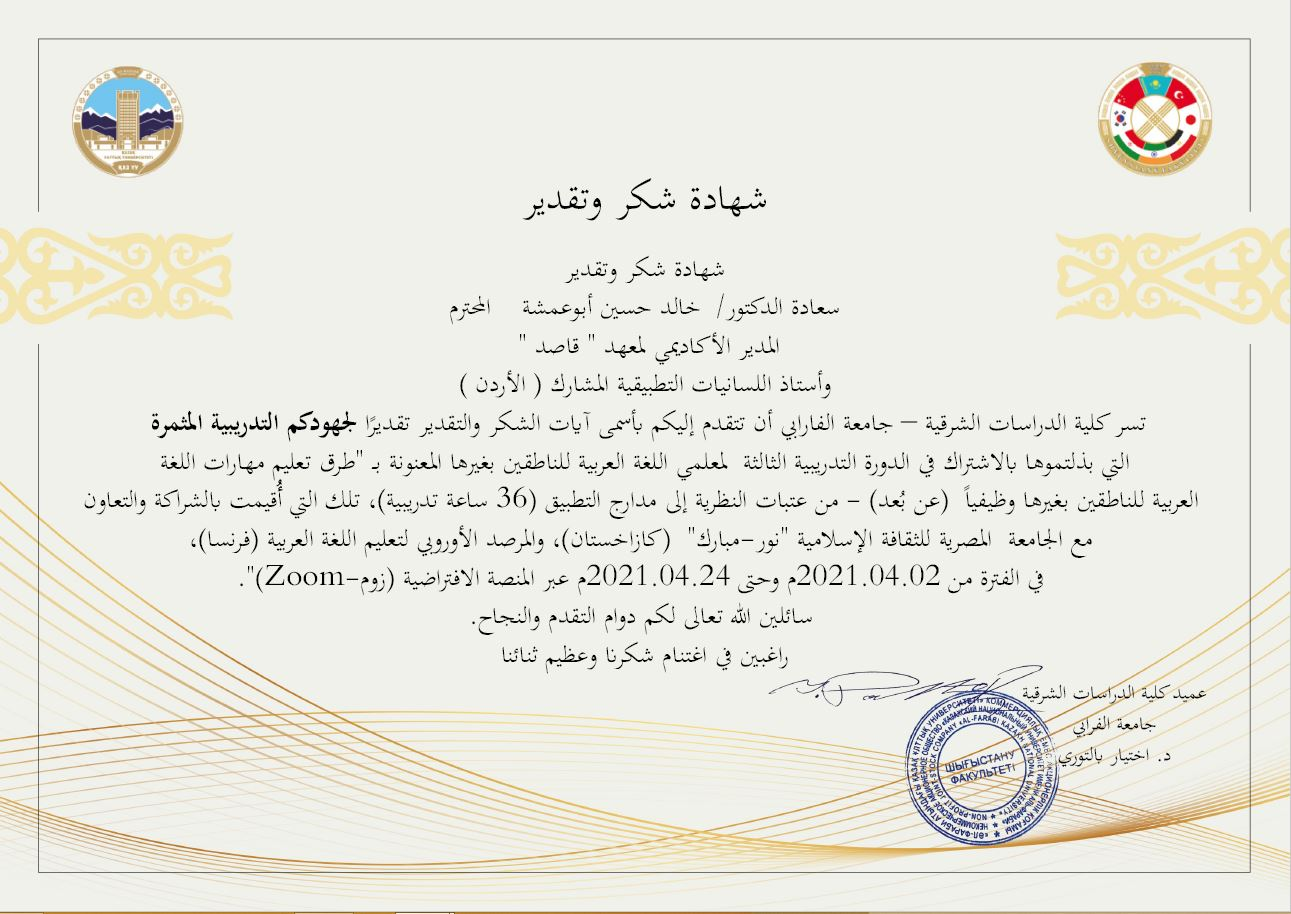 شهادة شكر وتقدير
شهادة شكر وتقدير
سعادة الدكتور/ خالد حسين أبوعمشة المحترم
المدير الأكاديمي لمعهد " قاصد "
وأستاذ اللسانيات التطبيقية المشارك ( الأردن )
تسر كلية الدراسات الشرقية – جامعة الفارابي أن تتقدم إليكم بأسمى آيات الشكر والتقدير تقديرًا لجهودكم التدريبية المثمرة
التي بذلتموها بالاشتراك في الدورة التدريبية الثالثة لمعلمي اللغة العربية للناطقين بغيرها المعنونة بـ "طرق تعليم مهارات اللغة
العربية للناطقين بغيرها وظيفياً (عن بُعد) - من عتبات النظرية إلى مدارج التطبيق (36 ساعة تدريبية)، تلك التي أُقيمت بالشراكة والتعاون
مع الجامعة المصرية للثقافة الإسلامية "نور-مبارك" (كازاخستان)، والمرصد الأوروبي لتعليم اللغة العربية (فرنسا)،
في الفترة من 2021.04.02م وحتى 2021.04.24م عبر المنصة الافتراضية (زوم-Zoom)".
سائلين الله تعالى لكم دوام التقدم والنجاح.
راغبين في اغتنام شكرنا وعظيم ثنائنا
عميد كلية الدراسات الشرقية
جامعة الفرابي
د. اختيار بالتوري
ШЫҒЫСТАНУ
ФАКУЛЬТЕТІ
ҚАЗ ҰУ